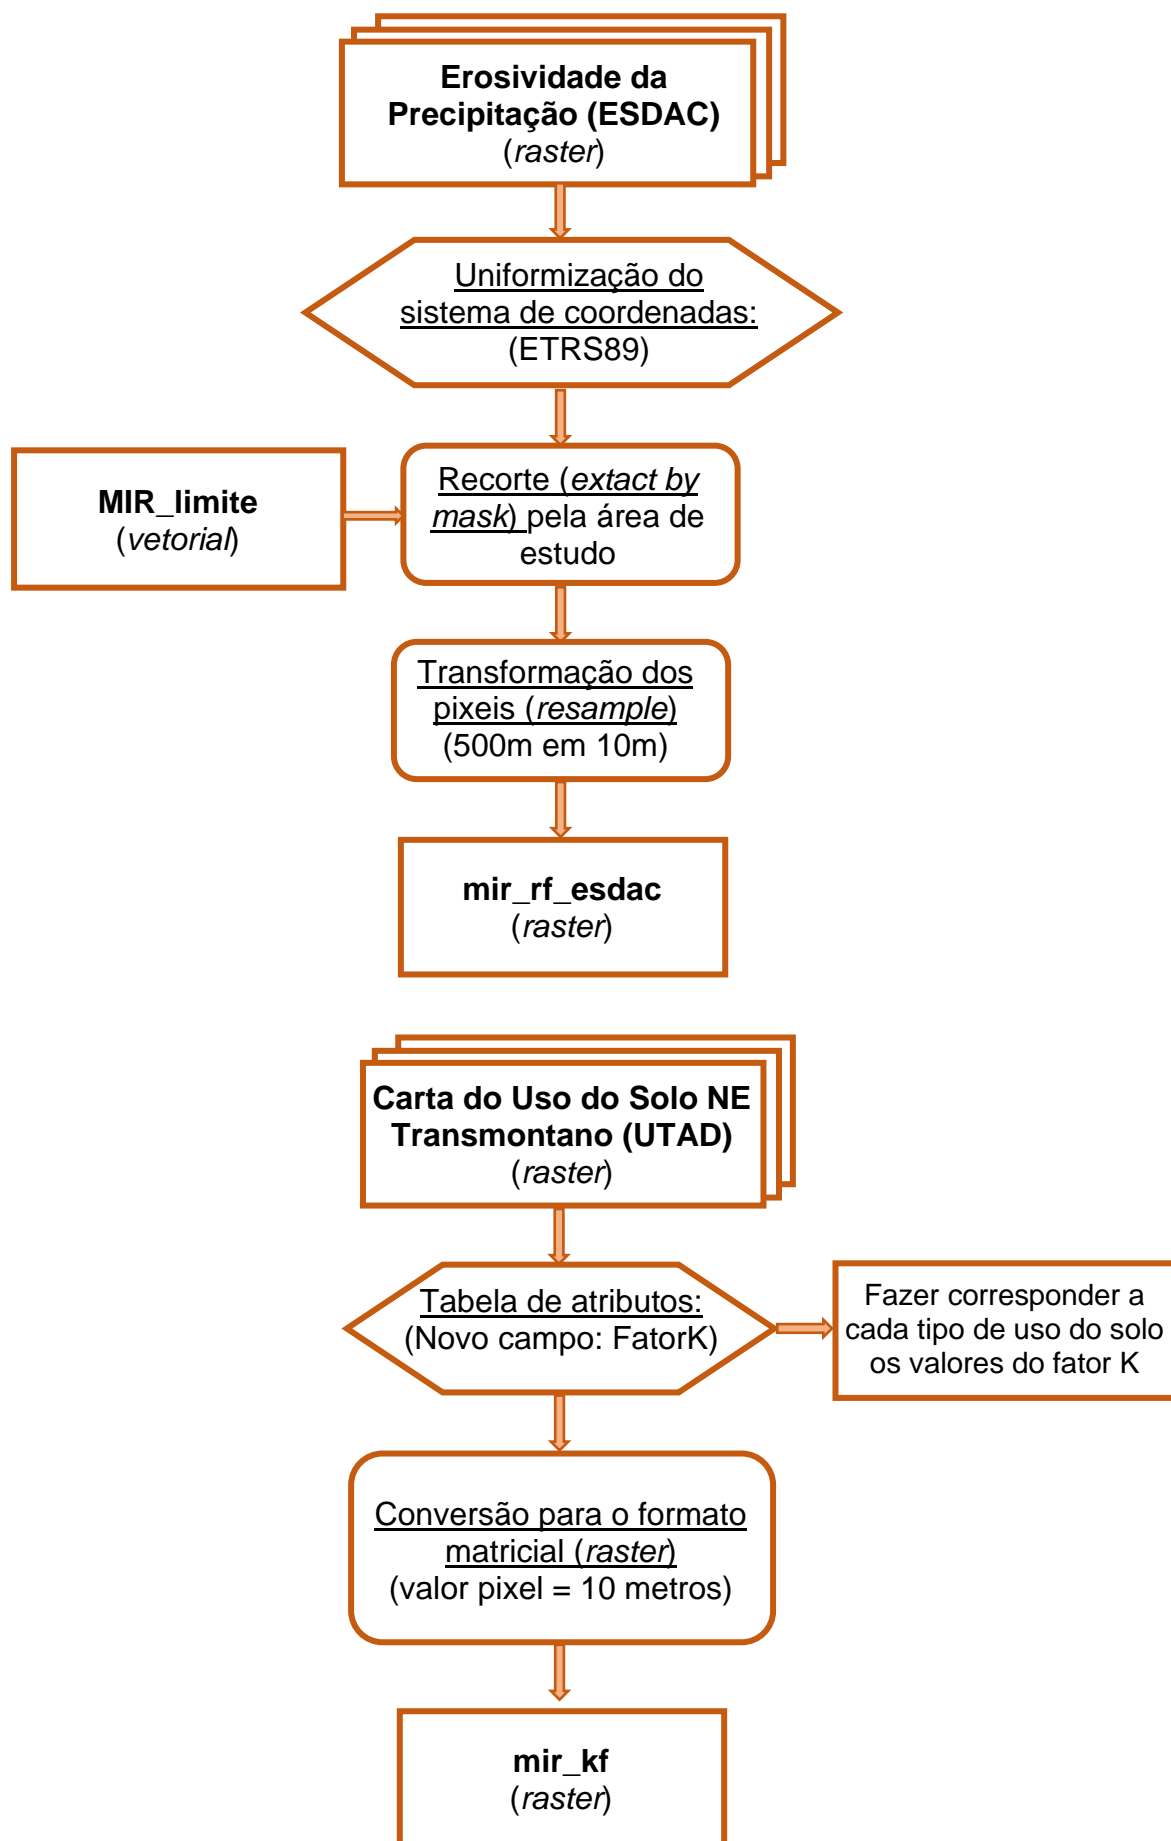 Erosividade da
Precipitação (ESDAC)
(raster)
Uniformização do
sistema de coordenadas:
(ETRS89)
MIR_limite
(vetorial)
Recorte (extact by
mask) pela área de
estudo
Transformação dos
pixeis (resample)
(500m em 10m)
mir_rf_esdac
(raster)
Carta do Uso do Solo NE
Transmontano (UTAD)
(raster)
Tabela de atributos:
(Novo campo: FatorK)
Fazer corresponder a
cada tipo de uso do solo
os valores do fator K
Conversão para o formato
matricial (raster)
(valor pixel = 10 metros)
mir_kf
(raster)